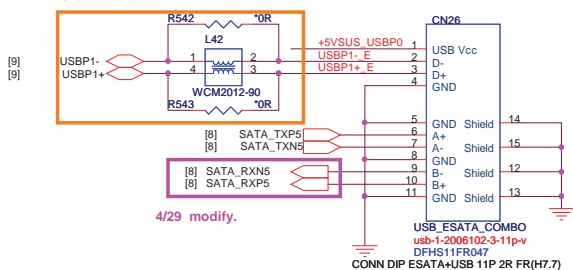 R542 *0R
L42
[9] USBP1- 1 2 USBP1-_E
[9] USBP1+ 4 3 USBP1+_E
WCM2012-90
R543 *0R
+5VSUS_USBP0
CN26
1 USB Vcc
2 D-
3 D+
4 GND
5 GND Shield 14
[8] SATA_TXP5 6 A+
[8] SATA_TXN5 7 A- Shield 15
8 GND
[8] SATA_RXN5 9 B- Shield 12
[8] SATA_RXP5 10 B+
11 GND Shield 13
4/29 modify.
USB_ESATA_COMBO
usb-1-2006102-3-11p-v
DFHS11FR047
CONN DIP ESATA+USB 11P 2R FR(H7.7)